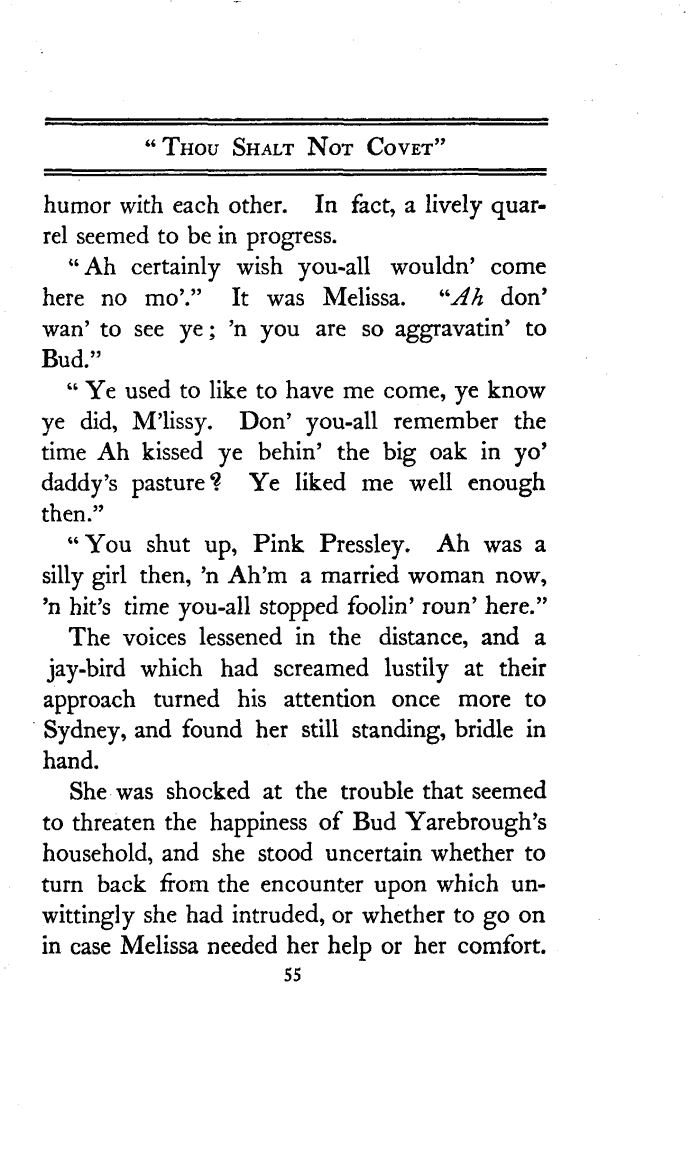 “Thou Shalt Not Covet”
humor with each other. In fact, a lively quar-
rel seemed to be in progress.
“Ah certainly wish you-all wouldn’ come
here no mo’.” It was Melissa. “Ah don’
wan’ to see ye; ’n you are so aggravatin’ to
Bud.”
“Ye used to like to have me come, ye know
ye did, M’lissy. Don’ you-all remember the
time Ah kissed ye behin’ the big oak in yo’
daddy’s pasture? Ye liked me well enough
then.”
“You shut up, Pink Pressley. Ah was a
silly girl then, ’n Ah’m a married woman now,
’n hit’s time you-all stopped foolin’ roun’ here.”
The voices lessened in the distance, and a
jay-bird which had screamed lustily at their
approach turned his attention once more to
Sydney, and found her still standing, bridle in
hand.
She was shocked at the trouble that seemed
to threaten the happiness of Bud Yarebrough’s
household, and she stood uncertain whether to
turn back from the encounter upon which un-
wittingly she had intruded, or whether to go on
in case Melissa needed her help or her comfort.
55